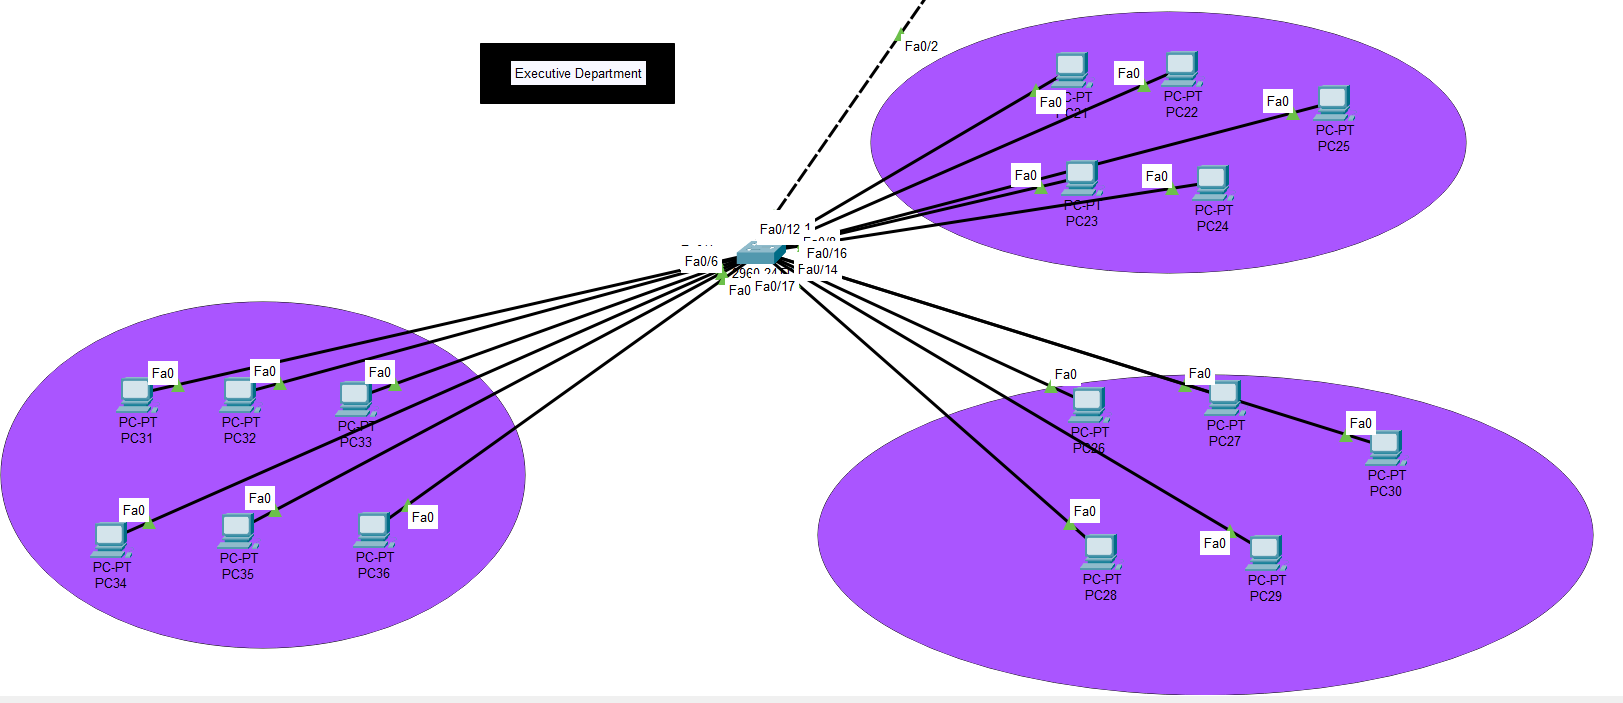 Executive Department
Fa0/2
Fa0
PC-PT
PC22
Fa0
PC-PT
PC25
Fa0
PC-PT
PC21
Fa0
PC-PT
PC23
Fa0
PC-PT
PC24
Fa0/12
Fa0/16
Fa0/6
Fa0/14
Fa0
Fa0/17
Fa0
PC-PT
PC31
Fa0
PC-PT
PC32
Fa0
PC-PT
PC33
Fa0
PC-PT
PC34
Fa0
PC-PT
PC35
Fa0
PC-PT
PC36
Fa0
PC-PT
PC26
Fa0
PC-PT
PC27
Fa0
PC-PT
PC30
Fa0
PC-PT
PC28
Fa0
PC-PT
PC29